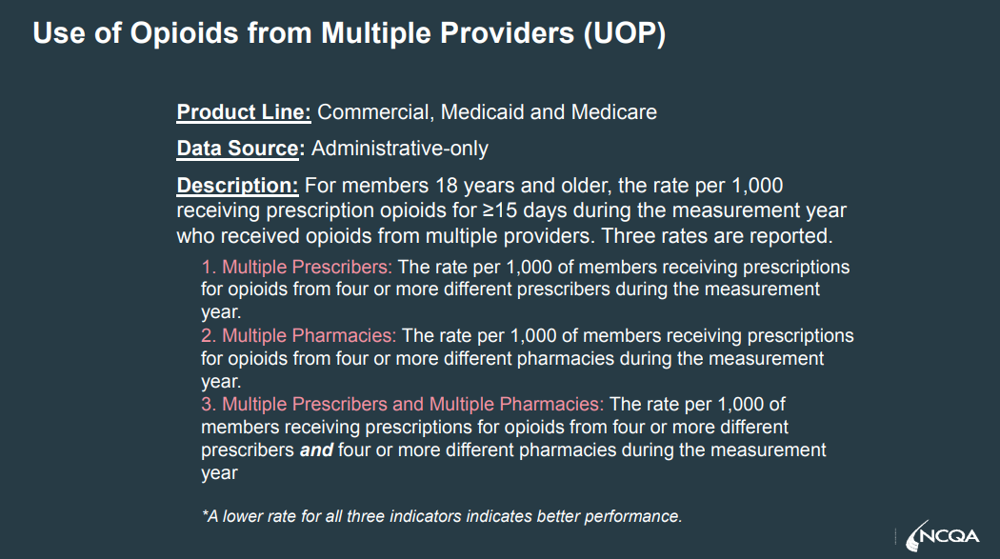 Use of Opioids from Multiple Providers (UOP)
Product Line: Commercial, Medicaid and Medicare
Data Source: Administrative-only
Description: For members 18 years and older, the rate per 1,000
receiving prescription opioids for ≥15 days during the measurement year
who received opioids from multiple providers. Three rates are reported.
1. Multiple Prescribers: The rate per 1,000 of members receiving prescriptions
for opioids from four or more different prescribers during the measurement
year.
2. Multiple Pharmacies: The rate per 1,000 of members receiving prescriptions
for opioids from four or more different pharmacies during the measurement
year.
3. Multiple Prescribers and Multiple Pharmacies: The rate per 1,000 of
members receiving prescriptions for opioids from four or more different
prescribers and four or more different pharmacies during the measurement
year
*A lower rate for all three indicators indicates better performance.
NCQA